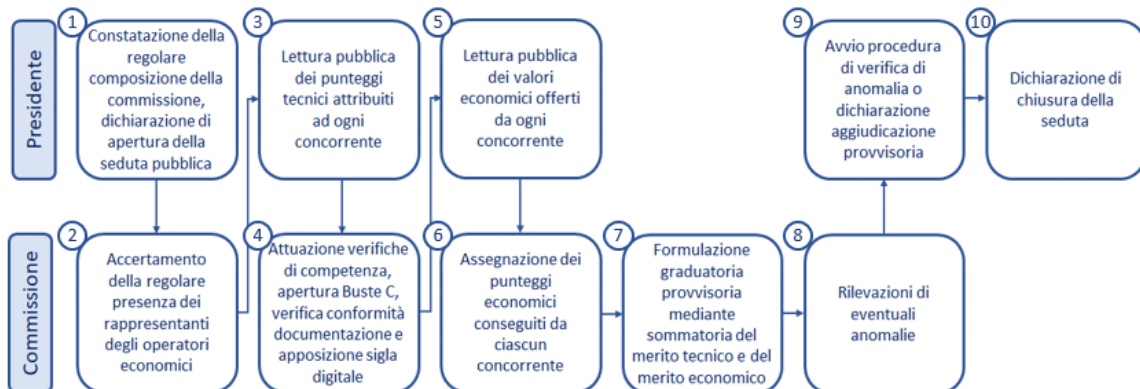 Presidente
1
Constatazione della
regolare
composizione della
commissione,
dichiarazione di
apertura della
seduta pubblica
3
Lettura pubblica
dei punteggi
tecnici attribuiti
ad ogni
concorrente
5
Lettura pubblica
dei valori
economici offerti
da ogni
concorrente
9
Avvio procedura
di verifica di
anomalia o
dichiarazione
aggiudicazione
provvisoria
10
Dichiarazione di
chiusura della
seduta
Commissione
2
Accertamento
della regolare
presenza dei
rappresentanti
degli operatori
economici
4
Attuazione verifiche
di competenza,
apertura Buste C,
verifica conformità
documentazione e
apposizione sigla
digitale
6
Assegnazione dei
punteggi
economici
conseguiti da
ciascun
concorrente
7
Formulazione
graduatoria
provvisoria
mediante
sommatoria del
merito tecnico e del
merito economico
8
Rilevazioni di
eventuali
anomalie